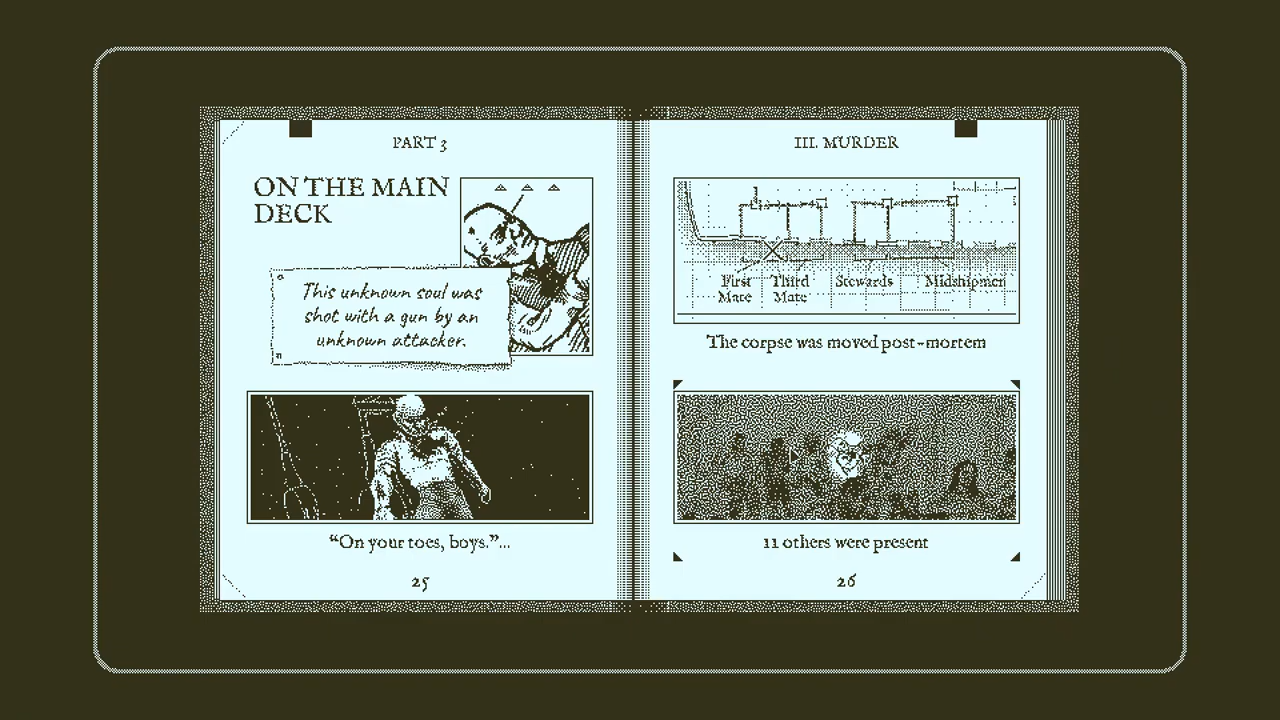 PART 3
ON THE MAIN
DECK
This unknown soul was
shot with a gun by an
unknown attacker.
“On your toes, boys.”...
25
III. MURDER
First Mate
Third Mate
Stewards
Midshipmen
The corpse was moved post-mortem
11 others were present
26